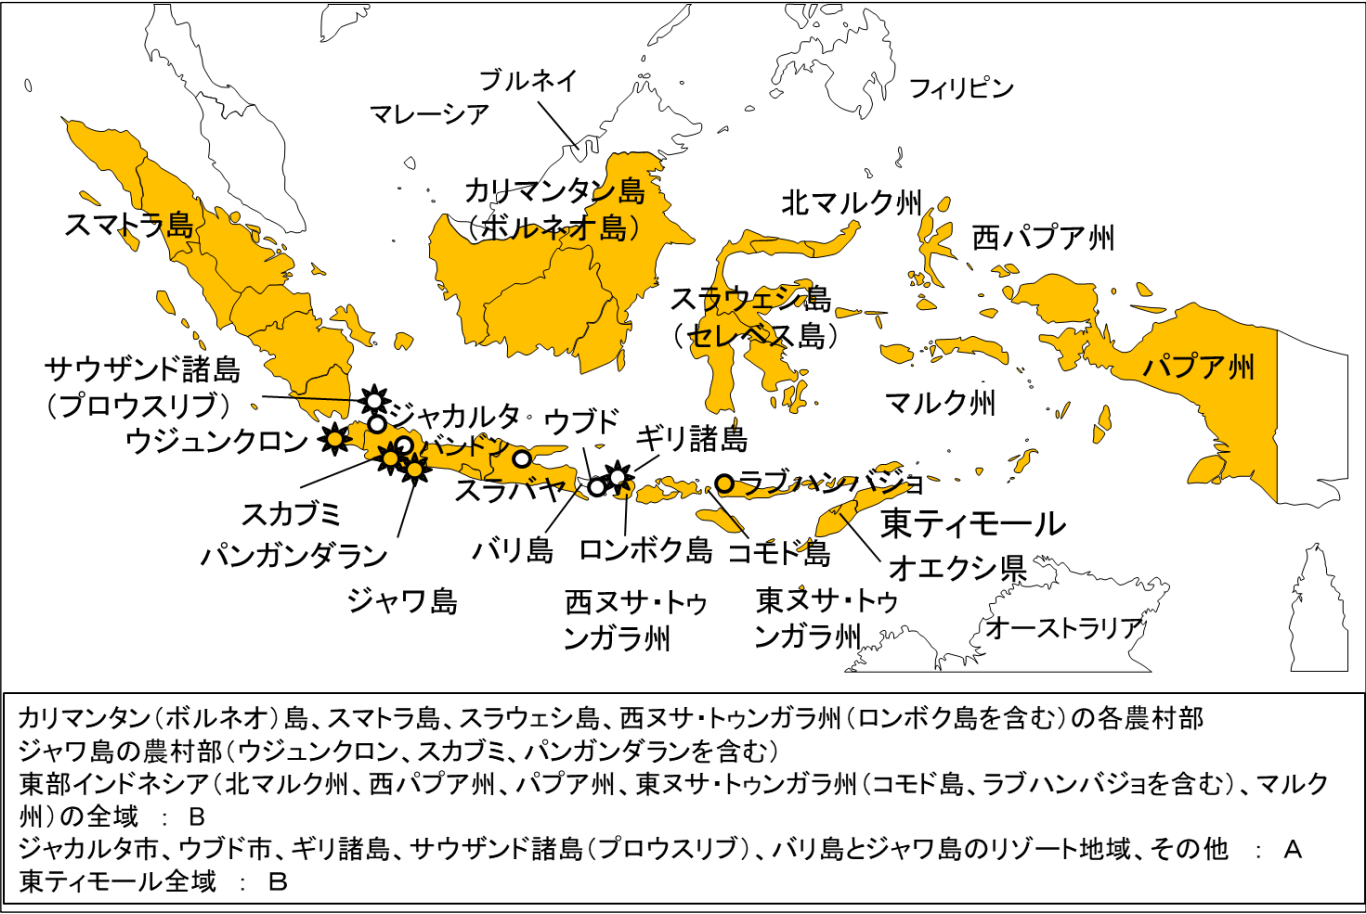 ブルネイ
マレーシア
フィリピン
カリマンタン島
（ボルネオ島）
北マルク州
スマトラ島
西パプア州
スラウェシ島
（セレベス島）
サウザンド諸島
（プロウスリブ）
パプア州
マルク州
ジャカルタ
ウブド
ウジュンクロン
バンドン
ギリ諸島
スラバヤ
ラブハンバジョ
スカブミ
東ティモール
パンガンダラン
バリ島
ロンボク島
コモド島
オエクシ県
ジャワ島
西ヌサ・トゥ
ンガラ州
東ヌサ・トゥ
ンガラ州
オーストラリア
カリマンタン（ボルネオ）島、スマトラ島、スラウェシ島、西ヌサ・トゥンガラ州（ロンボク島を含む）の各農村部
ジャワ島の農村部（ウジュンクロン、スカブミ、パンガンダランを含む）
東部インドネシア（北マルク州、西パプア州、パプア州、東ヌサ・トゥンガラ州（コモド島、ラブハンバジョを含む）、マルク
州）の全域　：　B
ジャカルタ市、ウブド市、ギリ諸島、サウザンド諸島（プロウスリブ）、バリ島とジャワ島のリゾート地域、その他　：　A
東ティモール全域　：　B